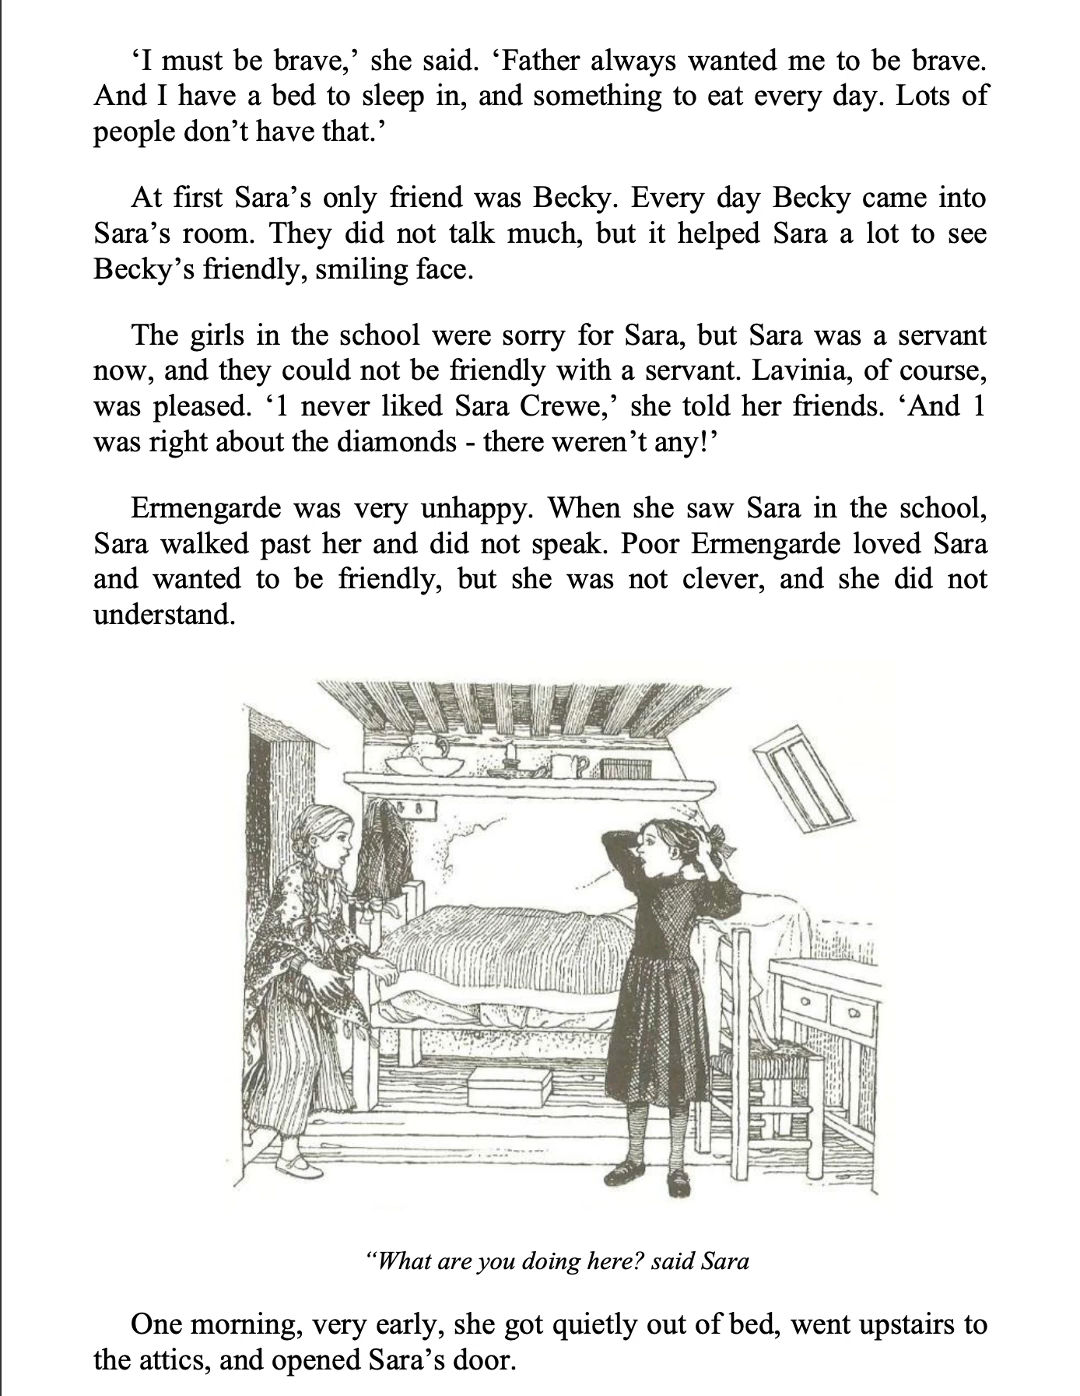 ‘I must be brave,’ she said. ‘Father always wanted me to be brave.
And I have a bed to sleep in, and something to eat every day. Lots of
people don’t have that.’
At first Sara’s only friend was Becky. Every day Becky came into
Sara’s room. They did not talk much, but it helped Sara a lot to see
Becky’s friendly, smiling face.
The girls in the school were sorry for Sara, but Sara was a servant
now, and they could not be friendly with a servant. Lavinia, of course,
was pleased. ‘1 never liked Sara Crewe,’ she told her friends. ‘And 1
was right about the diamonds - there weren’t any!’
Ermengarde was very unhappy. When she saw Sara in the school,
Sara walked past her and did not speak. Poor Ermengarde loved Sara
and wanted to be friendly, but she was not clever, and she did not
understand.
“What are you doing here? said Sara
One morning, very early, she got quietly out of bed, went upstairs to
the attics, and opened Sara’s door.